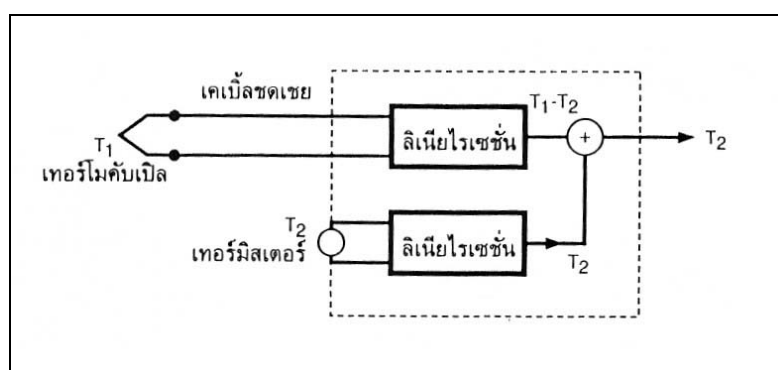 เคเบิ้ลชดเชย
T1
เทอร์โมคับเปิล
ลิเนียไรเซชั่น
T1-T2
+
T2
T2
เทอร์มิสเตอร์
ลิเนียไรเซชั่น
T2